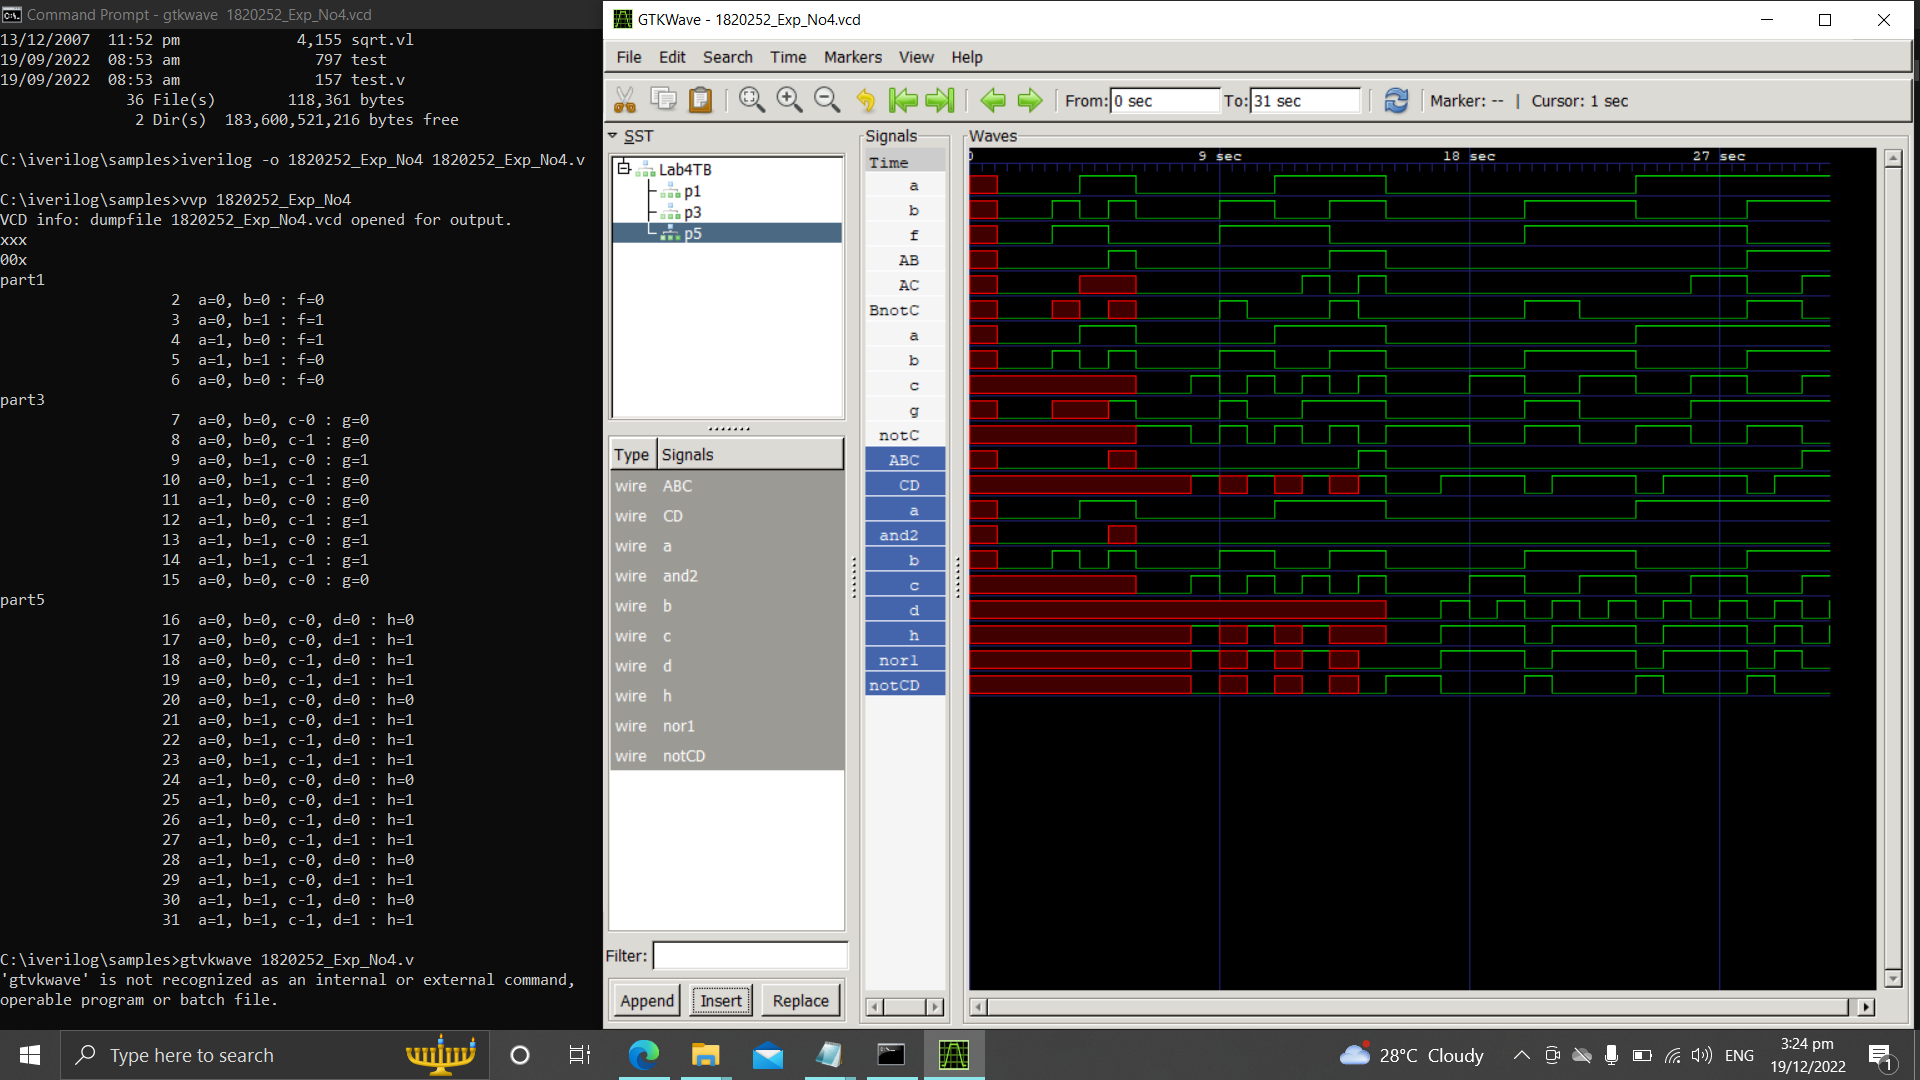 Command Prompt - gtkwave  1820252_Exp_No4.vcd
13/12/2007  11:52 pm             4,155 sqrt.vl
19/09/2022  08:53 am               797 test
19/09/2022  08:53 am               157 test.v
36 File(s)        118,361 bytes
2 Dir(s)  183,600,521,216 bytes free
C:\iverilog\samples>iverilog -o 1820252_Exp_No4 1820252_Exp_No4.v
C:\iverilog\samples>vvp 1820252_Exp_No4
VCD info: dumpfile 1820252_Exp_No4.vcd opened for output.
xxx
00x
part1
2  a=0, b=0 : f=0
3  a=0, b=1 : f=1
4  a=1, b=0 : f=1
5  a=1, b=1 : f=0
6  a=0, b=0 : f=0
part3
7  a=0, b=0, c-0 : g=0
8  a=0, b=0, c-1 : g=0
9  a=0, b=1, c-0 : g=1
10  a=0, b=1, c-1 : g=0
11  a=1, b=0, c-0 : g=0
12  a=1, b=0, c-1 : g=1
13  a=1, b=1, c-0 : g=1
14  a=1, b=1, c-1 : g=1
15  a=0, b=0, c-0 : g=0
part5
16  a=0, b=0, c-0, d=0 : h=0
17  a=0, b=0, c-0, d=1 : h=1
18  a=0, b=0, c-1, d=0 : h=1
19  a=0, b=0, c-1, d=1 : h=1
20  a=0, b=1, c-0, d=0 : h=0
21  a=0, b=1, c-0, d=1 : h=1
22  a=0, b=1, c-1, d=0 : h=1
23  a=0, b=1, c-1, d=1 : h=1
24  a=1, b=0, c-0, d=0 : h=0
25  a=1, b=0, c-0, d=1 : h=1
26  a=1, b=0, c-1, d=0 : h=1
27  a=1, b=0, c-1, d=1 : h=1
28  a=1, b=1, c-0, d=0 : h=0
29  a=1, b=1, c-0, d=1 : h=1
30  a=1, b=1, c-1, d=0 : h=0
31  a=1, b=1, c-1, d=1 : h=1
C:\iverilog\samples>gtvkwave 1820252_Exp_No4.v
'gtvkwave' is not recognized as an internal or external command,
operable program or batch file.
GTKWave - 1820252_Exp_No4.vcd
File Edit Search Time Markers View Help
From: 0 sec To: 31 sec Marker: -- | Cursor: 1 sec
SST
Lab4TB
p1
p3
p5
Type Signals
wire ABC
wire CD
wire a
wire and2
wire b
wire c
wire d
wire h
wire nor1
wire notCD
Filter:
Append Insert Replace
Signals
Time
a
b
f
AB
AC
BnotC
a
b
c
g
notC
ABC
CD
a
and2
b
c
d
h
nor1
notCD
Waves
0 9 sec 18 sec 27 sec
Type here to search
28°C Cloudy
ENG
3:24 pm
19/12/2022
1